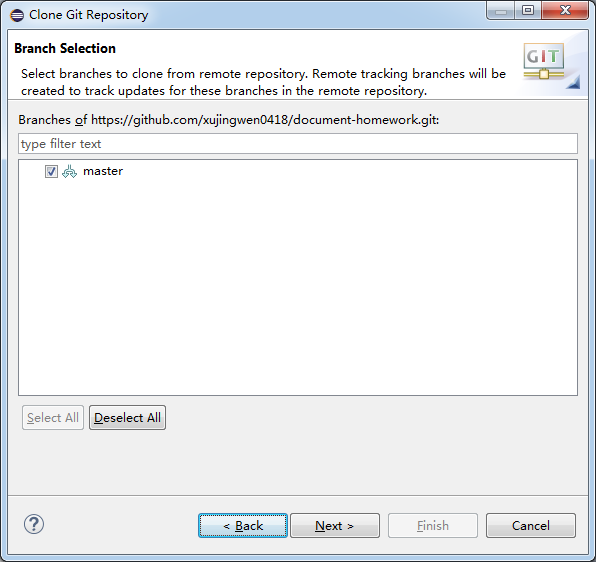 Clone Git Repository
Branch Selection
GIT
Select branches to clone from remote repository. Remote tracking branches will be
created to track updates for these branches in the remote repository.
Branches of https://github.com/xujingwen0418/document-homework.git:
type filter text
master
Select All Deselect All
? < Back Next > Finish Cancel